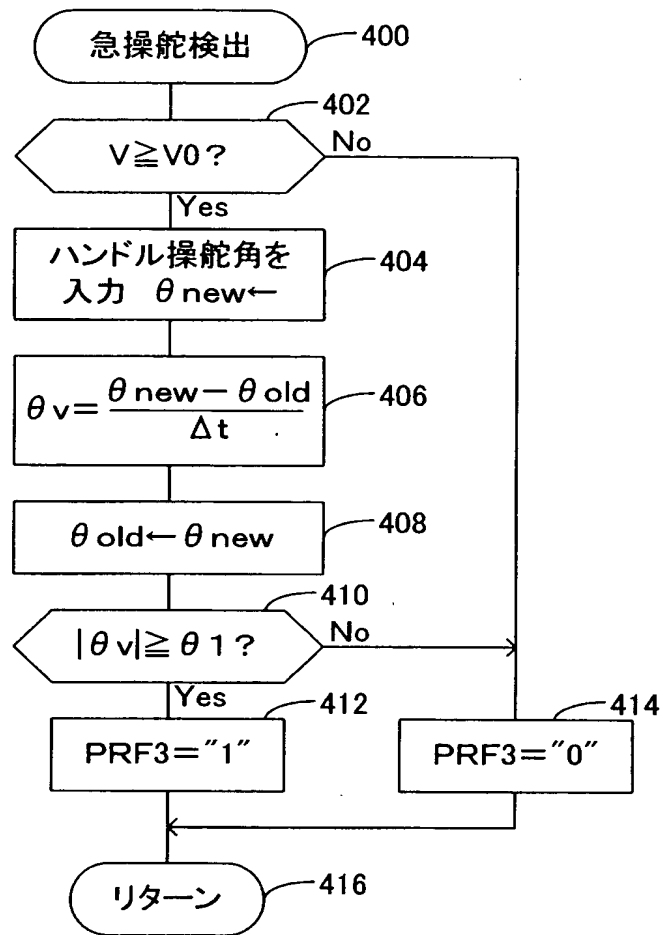 急操舵検出
400
402
V≧V0?
No
Yes
ハンドル操舵角を
入力 θnew←
404
θv=(θnew-θold)/Δt
406
θold←θnew
408
410
|θv|≧θ1?
No
Yes
412
PRF3="1"
414
PRF3="0"
リターン
416